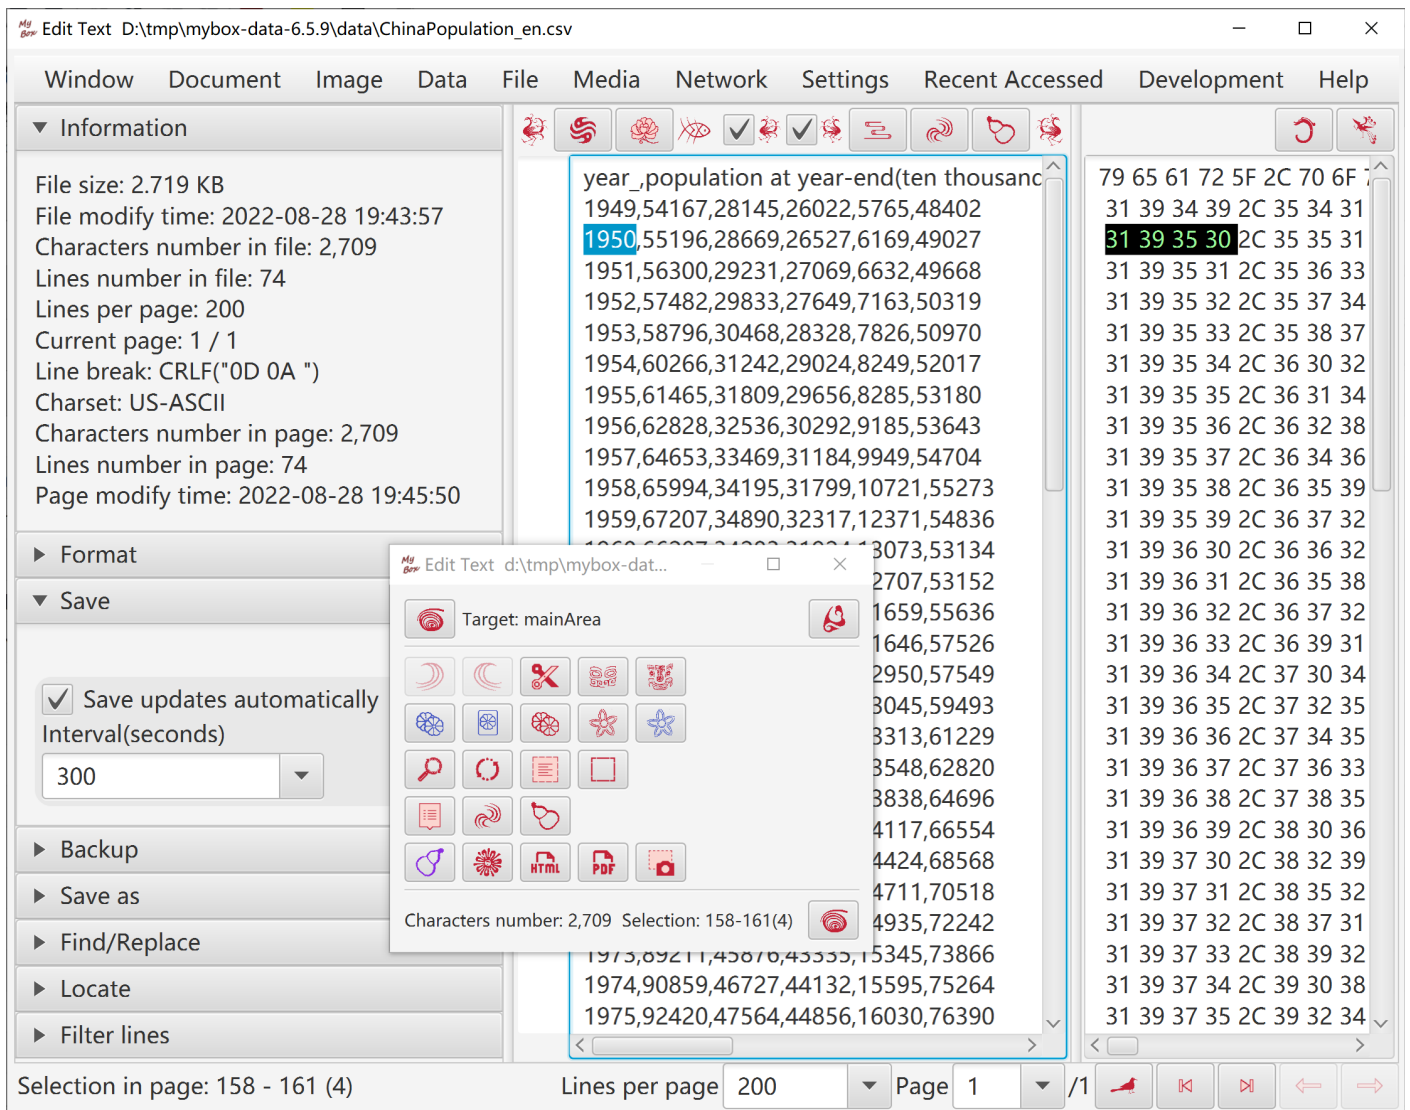 My Box Edit Text D:\tmp\mybox-data-6.5.9\data\ChinaPopulation_en.csv
Window Document Image Data File Media Network Settings Recent Accessed Development Help
Information
File size: 2.719 KB
File modify time: 2022-08-28 19:43:57
Characters number in file: 2,709
Lines number in file: 74
Lines per page: 200
Current page: 1 / 1
Line break: CRLF("0D 0A ")
Charset: US-ASCII
Characters number in page: 2,709
Lines number in page: 74
Page modify time: 2022-08-28 19:45:50
Format
Save
Save updates automatically
Interval(seconds)
300
Backup
Save as
Find/Replace
Locate
Filter lines
year_,population at year-end(ten thousand
1949,54167,28145,26022,5765,48402
1950,55196,28669,26527,6169,49027
1951,56300,29231,27069,6632,49668
1952,57482,29833,27649,7163,50319
1953,58796,30468,28328,7826,50970
1954,60266,31242,29024,8249,52017
1955,61465,31809,29656,8285,53180
1956,62828,32536,30292,9185,53643
1957,64653,33469,31184,9949,54704
1958,65994,34195,31799,10721,55273
1959,67207,34890,32317,12371,54836
3073,53134
2707,53152
1659,55636
1646,57526
2950,57549
3045,59493
3313,61229
3548,62820
3838,64696
4117,66554
4424,68568
4711,70518
4935,72242
1973,89211,45876,43335,15345,73866
1974,90859,46727,44132,15595,75264
1975,92420,47564,44856,16030,76390
My Box Edit Text d:\tmp\mybox-dat...
Target: mainArea
HTML PDF
Characters number: 2,709 Selection: 158-161(4)
79 65 61 72 5F 2C 70 6F
31 39 34 39 2C 35 34 31
31 39 35 30 2C 35 35 31
31 39 35 31 2C 35 36 33
31 39 35 32 2C 35 37 34
31 39 35 33 2C 35 38 37
31 39 35 34 2C 36 30 32
31 39 35 35 2C 36 31 34
31 39 35 36 2C 36 32 38
31 39 35 37 2C 36 34 36
31 39 35 38 2C 36 35 39
31 39 35 39 2C 36 37 32
31 39 36 30 2C 36 36 32
31 39 36 31 2C 36 35 38
31 39 36 32 2C 36 37 32
31 39 36 33 2C 36 39 31
31 39 36 34 2C 37 30 34
31 39 36 35 2C 37 32 35
31 39 36 36 2C 37 34 35
31 39 36 37 2C 37 36 33
31 39 36 38 2C 37 38 35
31 39 36 39 2C 38 30 36
31 39 37 30 2C 38 32 39
31 39 37 31 2C 38 35 32
31 39 37 32 2C 38 37 31
31 39 37 33 2C 38 39 32
31 39 37 34 2C 39 30 38
31 39 37 35 2C 39 32 34
Selection in page: 158 - 161 (4)
Lines per page 200 Page 1 /1